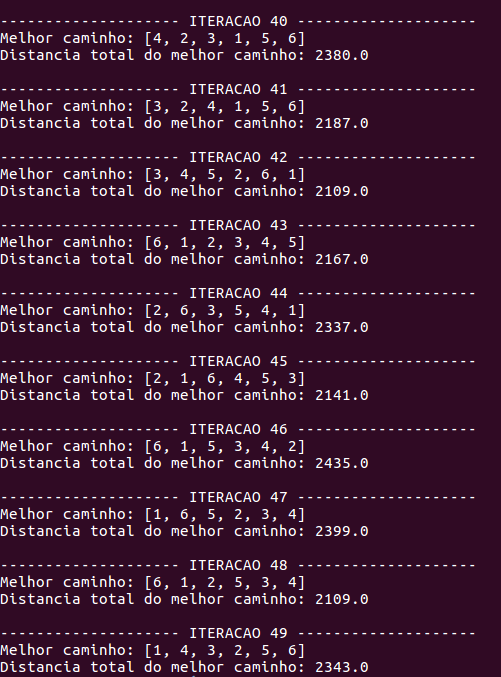 -------------------- ITERACAO 40 --------------------
Melhor caminho: [4, 2, 3, 1, 5, 6]
Distancia total do melhor caminho: 2380.0
-------------------- ITERACAO 41 --------------------
Melhor caminho: [3, 2, 4, 1, 5, 6]
Distancia total do melhor caminho: 2187.0
-------------------- ITERACAO 42 --------------------
Melhor caminho: [3, 4, 5, 2, 6, 1]
Distancia total do melhor caminho: 2109.0
-------------------- ITERACAO 43 --------------------
Melhor caminho: [6, 1, 2, 3, 4, 5]
Distancia total do melhor caminho: 2167.0
-------------------- ITERACAO 44 --------------------
Melhor caminho: [2, 6, 3, 5, 4, 1]
Distancia total do melhor caminho: 2337.0
-------------------- ITERACAO 45 --------------------
Melhor caminho: [2, 1, 6, 4, 5, 3]
Distancia total do melhor caminho: 2141.0
-------------------- ITERACAO 46 --------------------
Melhor caminho: [6, 1, 5, 3, 4, 2]
Distancia total do melhor caminho: 2435.0
-------------------- ITERACAO 47 --------------------
Melhor caminho: [1, 6, 5, 2, 3, 4]
Distancia total do melhor caminho: 2399.0
-------------------- ITERACAO 48 --------------------
Melhor caminho: [6, 1, 2, 5, 3, 4]
Distancia total do melhor caminho: 2109.0
-------------------- ITERACAO 49 --------------------
Melhor caminho: [1, 4, 3, 2, 5, 6]
Distancia total do melhor caminho: 2343.0